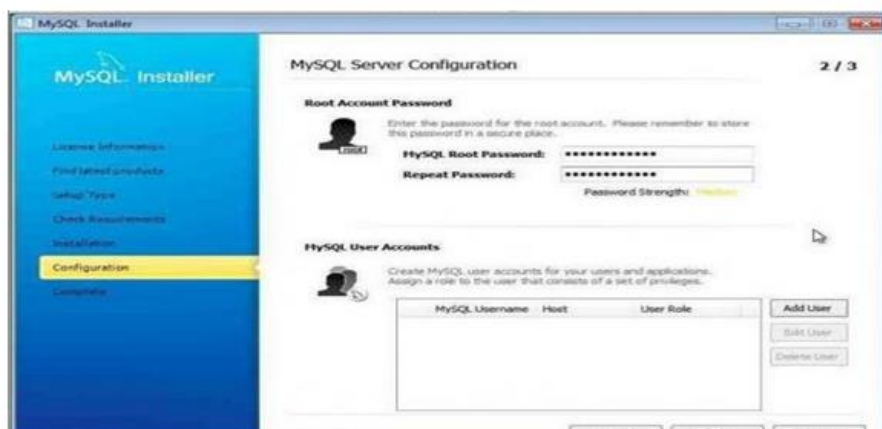 MySQL Installer
MySQL Installer
License Information
Find latest products
Setup Type
Check Requirements
Installation
Configuration
Complete
MySQL Server Configuration
2 / 3
Root Account Password
Enter the password for the root account. Please remember to store
this password in a secure place.
root
MySQL Root Password: ●●●●●●●●●●●●
Repeat Password: ●●●●●●●●●●●●
Password Strength: Medium
MySQL User Accounts
Create MySQL user accounts for your users and applications.
Assign a role to the user that consists of a set of privileges.
MySQL Username Host User Role
Add User
Edit User
Delete User